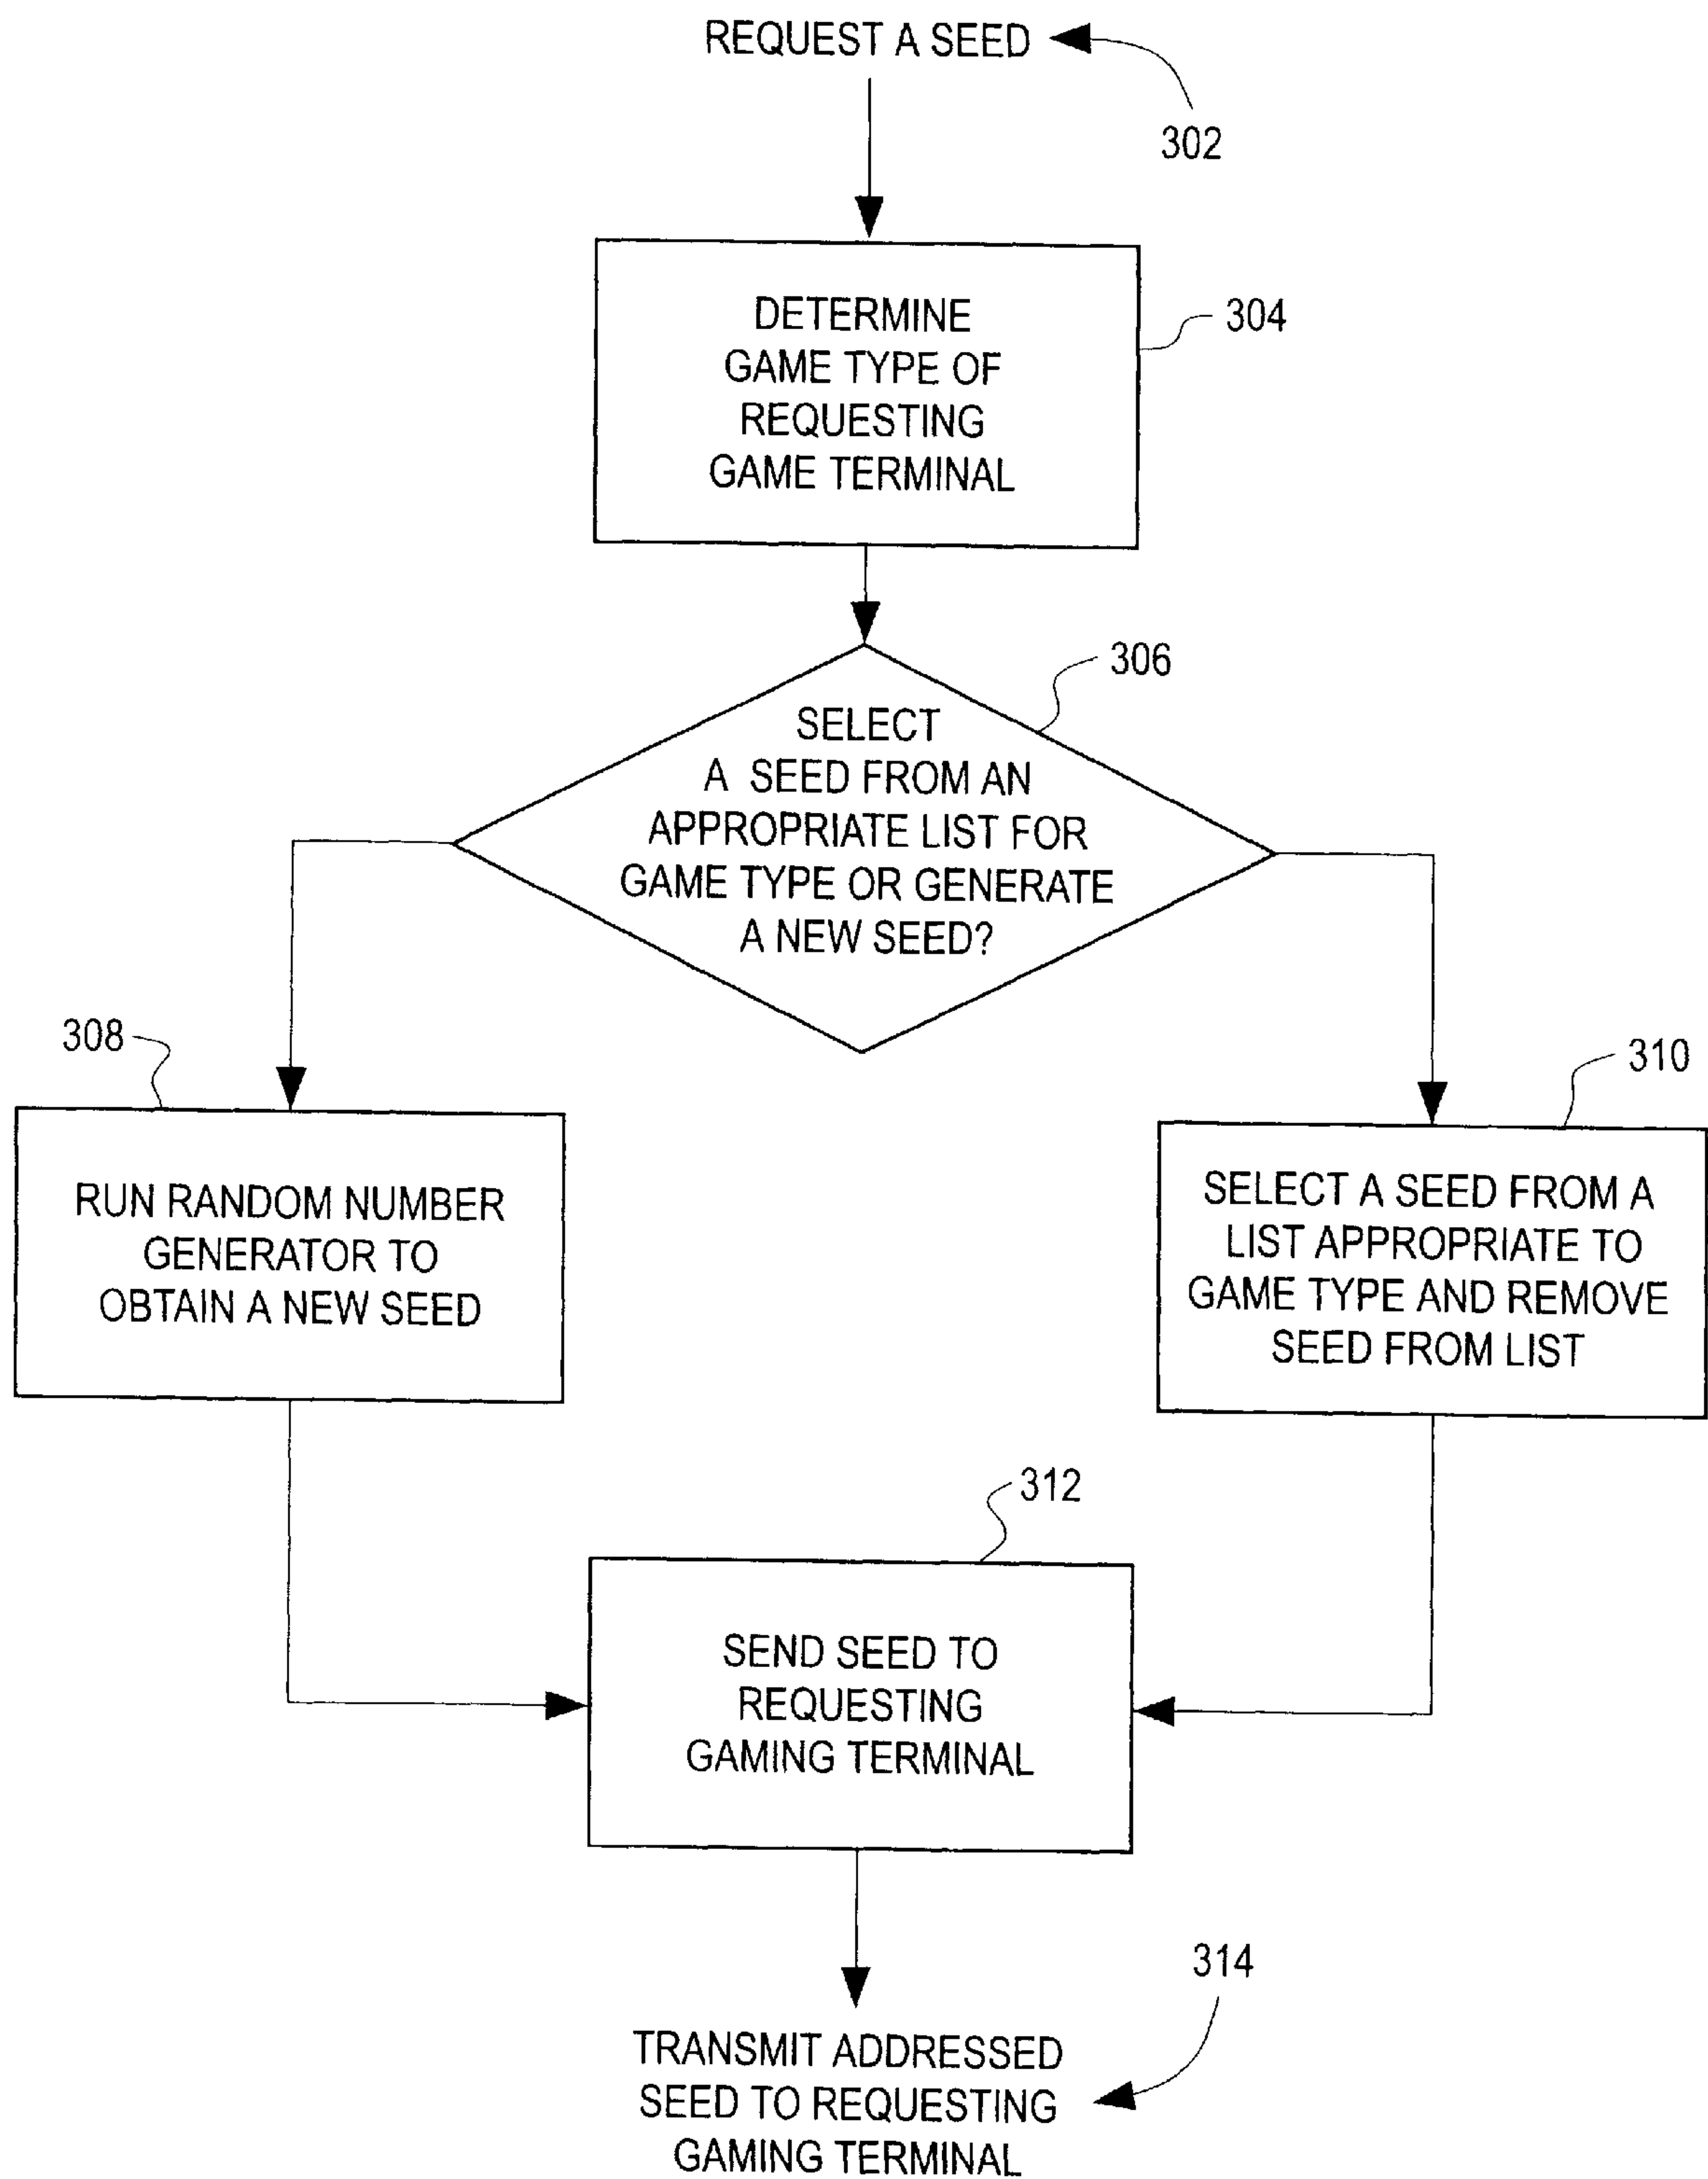 REQUEST A SEED
302
DETERMINE
GAME TYPE OF
REQUESTING
GAME TERMINAL
304
306
SELECT
A SEED FROM AN
APPROPRIATE LIST FOR
GAME TYPE OR GENERATE
A NEW SEED?
308
RUN RANDOM NUMBER
GENERATOR TO
OBTAIN A NEW SEED
310
SELECT A SEED FROM A
LIST APPROPRIATE TO
GAME TYPE AND REMOVE
SEED FROM LIST
312
SEND SEED TO
REQUESTING
GAMING TERMINAL
314
TRANSMIT ADDRESSED
SEED TO REQUESTING
GAMING TERMINAL